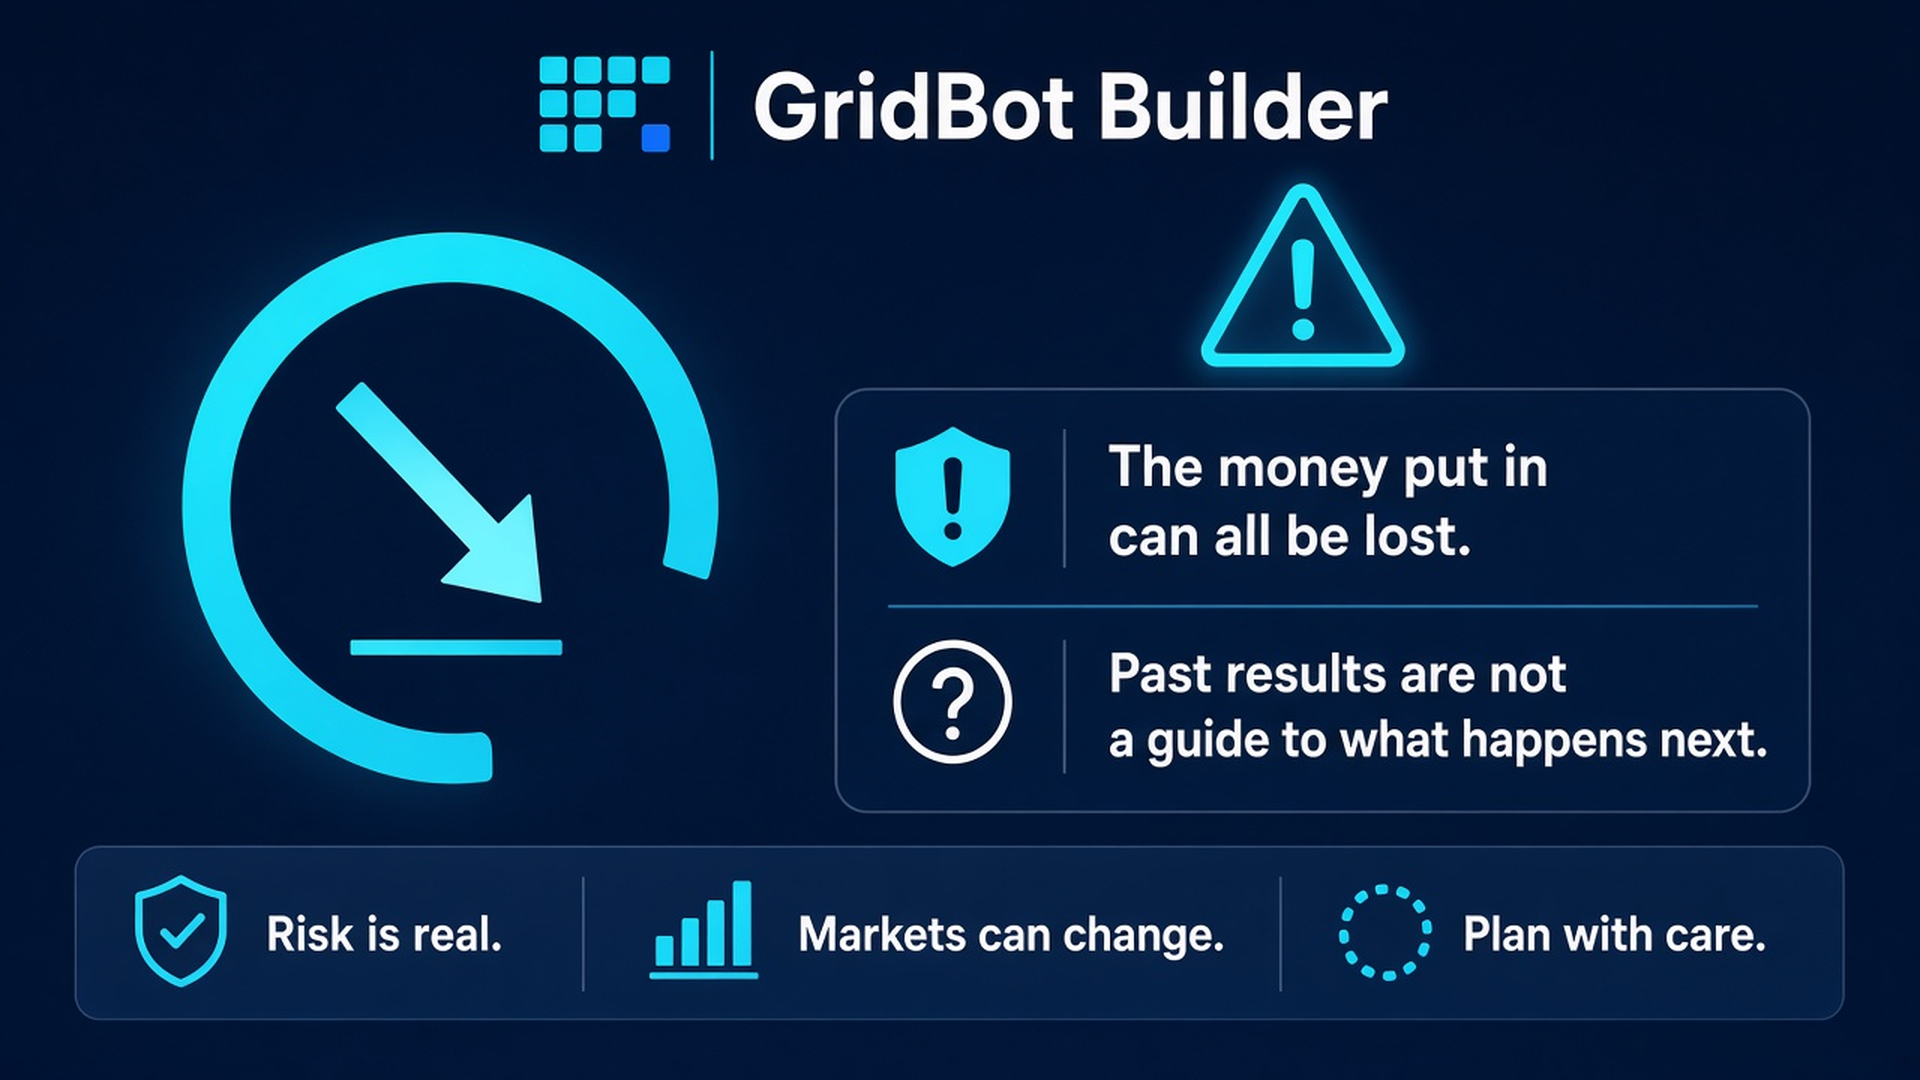 GridBot Builder
The money put in
can all be lost.
Past results are not
a guide to what happens next.
Risk is real.
Markets can change.
Plan with care.